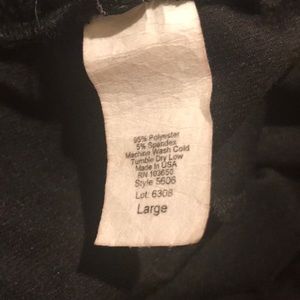 95% Polyester
5% Spandex
Machine Wash Cold
Tumble Dry Low
Made In USA
RN 103650
Style 5606
Lot: 6308
Large